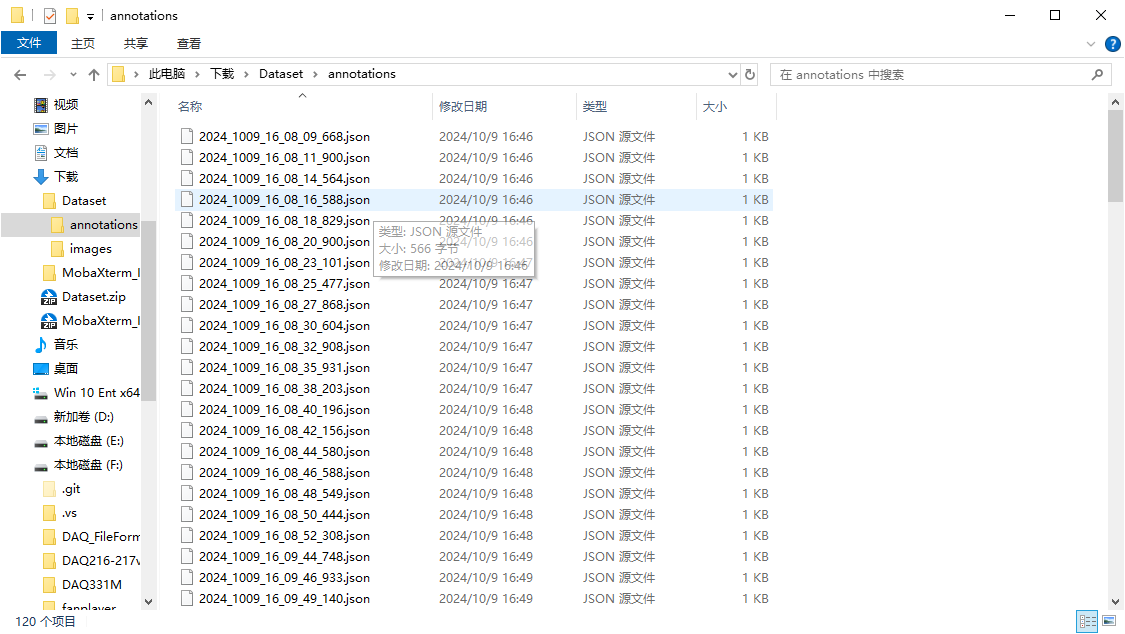 annotations
文件 主页 共享 查看
此电脑 下载 Dataset annotations
在 annotations 中搜索
视频
图片
文档
下载
Dataset
annotations
images
MobaXterm_I
Dataset.zip
MobaXterm_I
音乐
桌面
Win 10 Ent x64
新加卷 (D:)
本地磁盘 (E:)
本地磁盘 (F:)
.git
.vs
DAQ_FileForm
DAQ216-217v
DAQ331M
fanplayer
名称 修改日期 类型 大小
2024_1009_16_08_09_668.json 2024/10/9 16:46 JSON 源文件 1 KB
2024_1009_16_08_11_900.json 2024/10/9 16:46 JSON 源文件 1 KB
2024_1009_16_08_14_564.json 2024/10/9 16:46 JSON 源文件 1 KB
2024_1009_16_08_16_588.json 2024/10/9 16:46 JSON 源文件 1 KB
2024_1009_16_08_18_829.json 2024/10/9 16:46 JSON 源文件 1 KB
2024_1009_16_08_20_900.json 2024/10/9 16:46 JSON 源文件 1 KB
2024_1009_16_08_23_101.json 2024/10/9 16:47 JSON 源文件 1 KB
类型: JSON 源文件
大小: 566 字节
修改日期: 2024/10/9 16:46
2024_1009_16_08_25_477.json 2024/10/9 16:47 JSON 源文件 1 KB
2024_1009_16_08_27_868.json 2024/10/9 16:47 JSON 源文件 1 KB
2024_1009_16_08_30_604.json 2024/10/9 16:47 JSON 源文件 1 KB
2024_1009_16_08_32_908.json 2024/10/9 16:47 JSON 源文件 1 KB
2024_1009_16_08_35_931.json 2024/10/9 16:47 JSON 源文件 1 KB
2024_1009_16_08_38_203.json 2024/10/9 16:47 JSON 源文件 1 KB
2024_1009_16_08_40_196.json 2024/10/9 16:48 JSON 源文件 1 KB
2024_1009_16_08_42_156.json 2024/10/9 16:48 JSON 源文件 1 KB
2024_1009_16_08_44_580.json 2024/10/9 16:48 JSON 源文件 1 KB
2024_1009_16_08_46_588.json 2024/10/9 16:48 JSON 源文件 1 KB
2024_1009_16_08_48_549.json 2024/10/9 16:48 JSON 源文件 1 KB
2024_1009_16_08_50_444.json 2024/10/9 16:48 JSON 源文件 1 KB
2024_1009_16_08_52_308.json 2024/10/9 16:48 JSON 源文件 1 KB
2024_1009_16_09_44_748.json 2024/10/9 16:49 JSON 源文件 1 KB
2024_1009_16_09_46_933.json 2024/10/9 16:49 JSON 源文件 1 KB
2024_1009_16_09_49_140.json 2024/10/9 16:49 JSON 源文件 1 KB
120 个项目